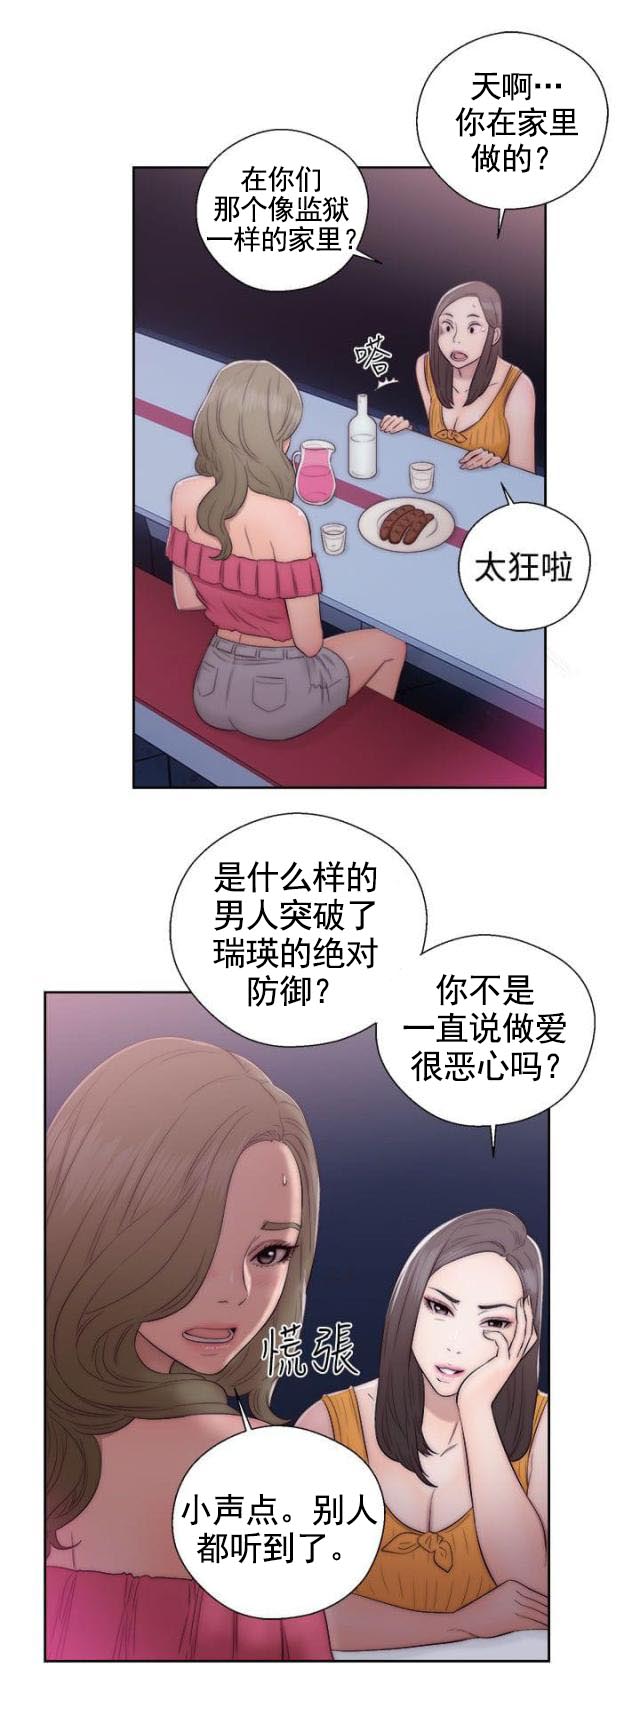 天啊…
你在家里
做的？
在你们
那个像监狱
一样的家里？
嗒
太狂啦
是什么样的
男人突破了
瑞瑛的绝对
防御？
你不是
一直说做爱
很恶心吗？
慌張
小声点。别人
都听到了。